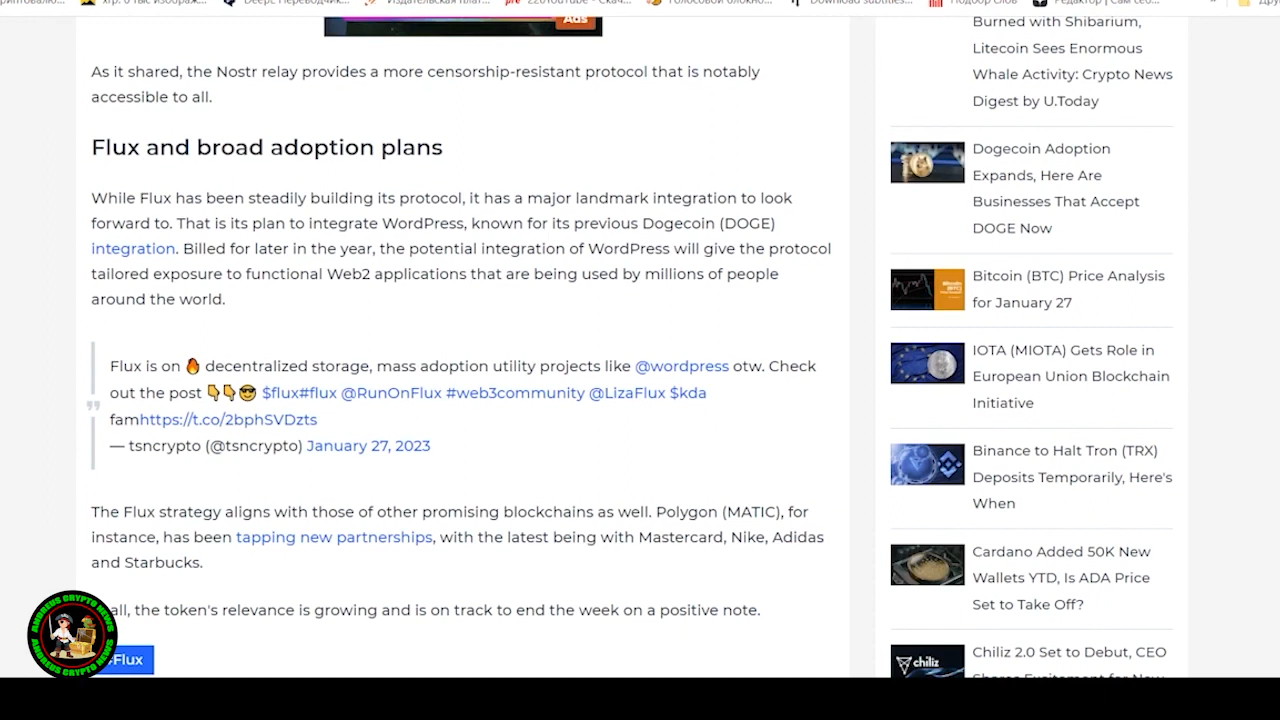 Ads
As it shared, the Nostr relay provides a more censorship-resistant protocol that is notably
accessible to all.
Flux and broad adoption plans
While Flux has been steadily building its protocol, it has a major landmark integration to look
forward to. That is its plan to integrate WordPress, known for its previous Dogecoin (DOGE)
integration. Billed for later in the year, the potential integration of WordPress will give the protocol
tailored exposure to functional Web2 applications that are being used by millions of people
around the world.
Flux is on 🔥 decentralized storage, mass adoption utility projects like @wordpress otw. Check
out the post 👇👇😎 $flux#flux @RunOnFlux #web3community @LizaFlux $kda
famhttps://t.co/2bphSVDzts
— tsncrypto (@tsncrypto) January 27, 2023
The Flux strategy aligns with those of other promising blockchains as well. Polygon (MATIC), for
instance, has been tapping new partnerships, with the latest being with Mastercard, Nike, Adidas
and Starbucks.
all, the token's relevance is growing and is on track to end the week on a positive note.
Flux
ANDREUS CRYPTO NEWS
ANDREUS CRYPTO NEWS
Burned with Shibarium,
Litecoin Sees Enormous
Whale Activity: Crypto News
Digest by U.Today
Dogecoin Adoption
Expands, Here Are
Businesses That Accept
DOGE Now
Bitcoin (BTC) Price Analysis
for January 27
IOTA (MIOTA) Gets Role in
European Union Blockchain
Initiative
Binance to Halt Tron (TRX)
Deposits Temporarily, Here's
When
Cardano Added 50K New
Wallets YTD, Is ADA Price
Set to Take Off?
chiliz
Chiliz 2.0 Set to Debut, CEO